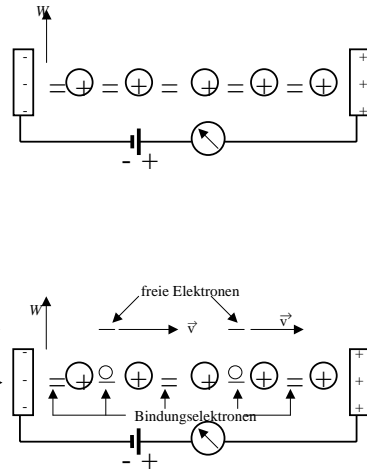 W
- +
- = + = + = + = + = + +
- +
- +
freie Elektronen
W
v v
- +
- = + + = + + = + +
- +
Bindungselektronen
- +